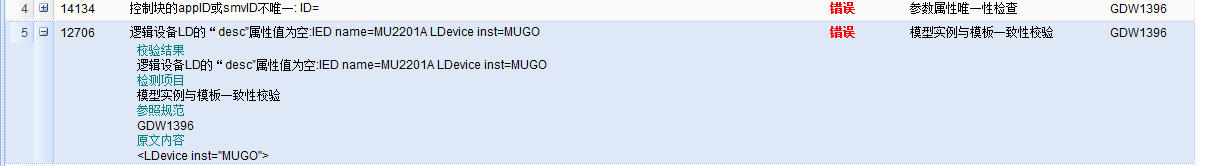 4 14134 控制块的appID或smvID不唯一: ID= 错误 参数属性唯一性检查 GDW1396
5 12706 逻辑设备LD的“desc”属性值为空:IED name=MU2201A LDevice inst=MUGO 错误 模型实例与模板一致性校验 GDW1396
校验结果
逻辑设备LD的“desc”属性值为空:IED name=MU2201A LDevice inst=MUGO
检测项目
模型实例与模板一致性校验
参照规范
GDW1396
原文内容
<LDevice inst="MUGO">